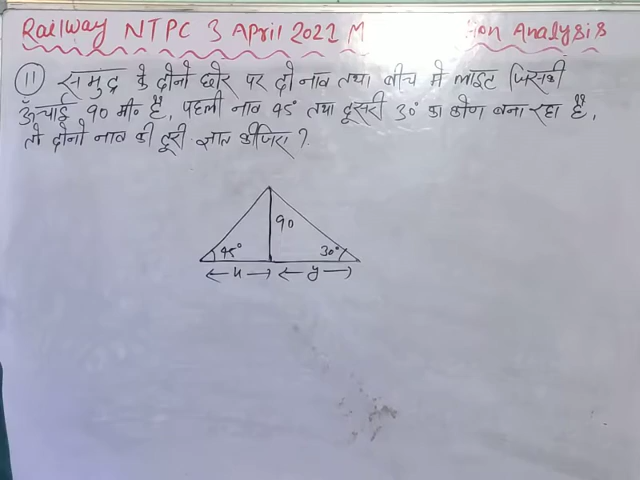 Railway NTPC 3 April 2022 M
ion Analysis
11 समुद्र के दोनो छोर पर दो नाव तथा बीच मे लाइट जिसकी
ऊँचाई 90 मी० है, पहली नाव 45° तथा दूसरी 30° का कोण बना रहा है,
तो दोनो नाव की दूरी ज्ञात कीजिए ?
90
45° 30°
x y